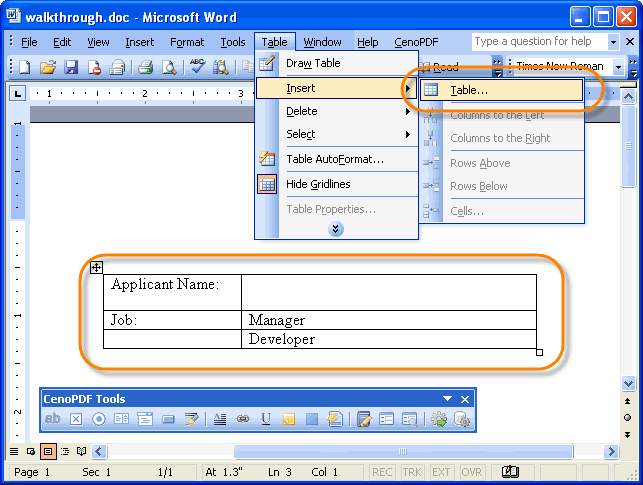 walkthrough.doc - Microsoft Word
File Edit View Insert Format Tools Table Window Help CenoPDF Type a question for help
Draw Table
Read Times New Roman
Insert
Table...
Delete
Columns to the Left
Select
Columns to the Right
Table AutoFormat...
Rows Above
Hide Gridlines
Rows Below
Table Properties...
Cells...
Applicant Name:
Job: Manager
Developer
CenoPDF Tools
Page 1 Sec 1 1/1 At 1.3" Ln 3 Col 1 REC TRK EXT OVR